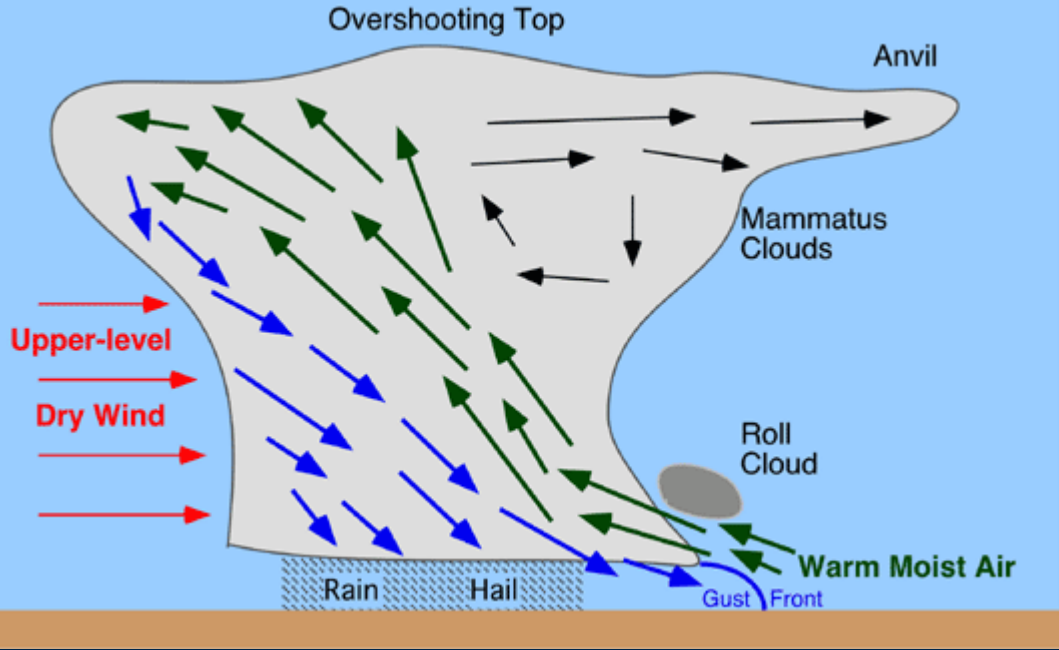 Overshooting Top
Anvil
Mammatus
Clouds
Upper-level
Dry Wind
Roll
Cloud
Warm Moist Air
Rain
Hail
Gust Front